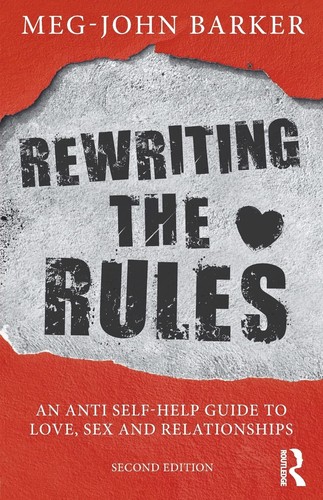 MEG-JOHN BARKER
REWRITING
THE
RULES
AN ANTI SELF-HELP GUIDE TO
LOVE, SEX AND RELATIONSHIPS
SECOND EDITION
ROUTLEDGE